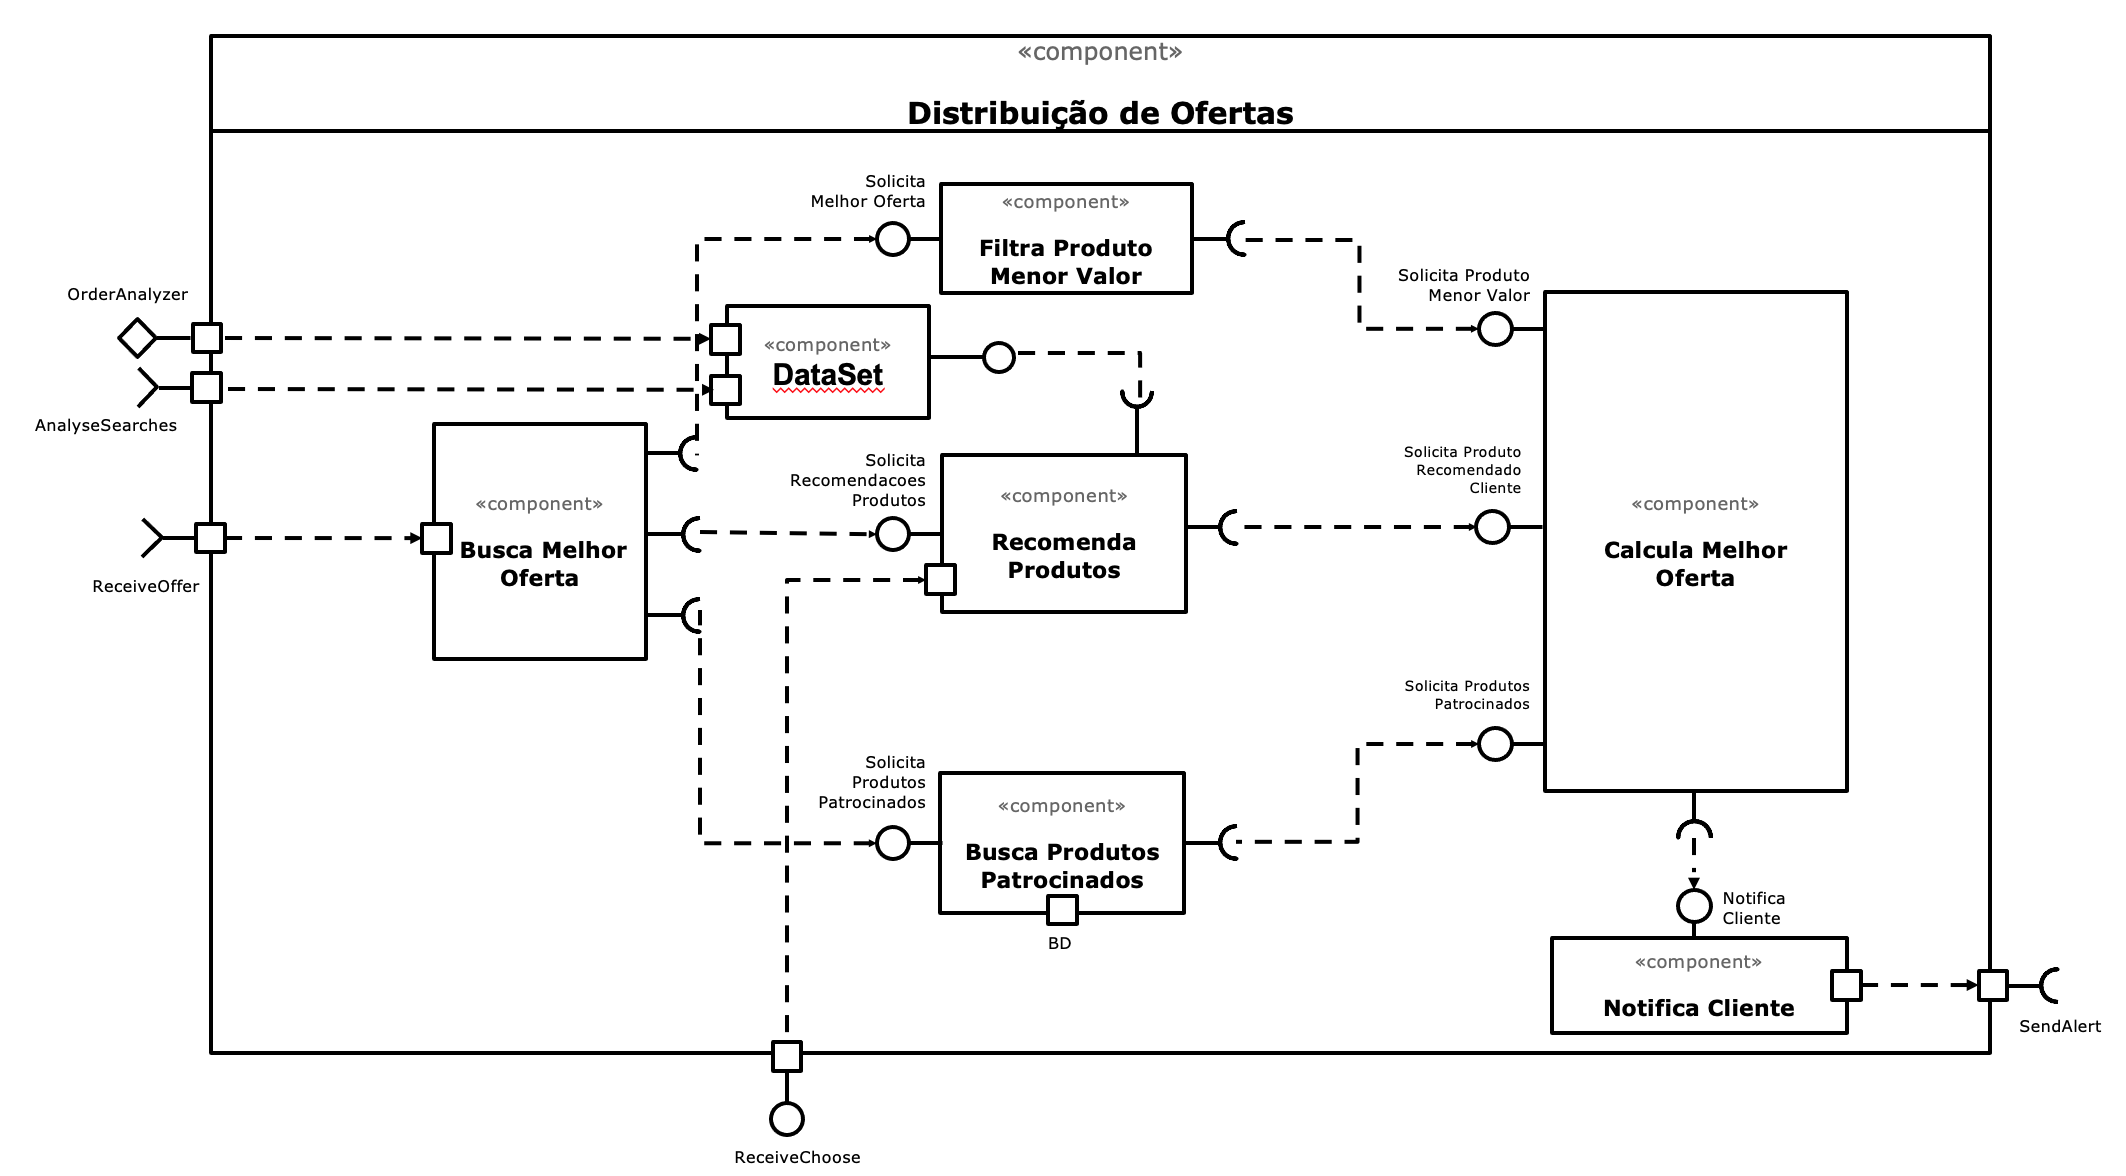 «component»
Distribuição de Ofertas
Solicita
Melhor Oferta
«component»
Filtra Produto
Menor Valor
Solicita Produto
Menor Valor
OrderAnalyzer
«component»
DataSet
AnalyseSearches
«component»
Busca Melhor
Oferta
ReceiveOffer
Solicita
Recomendacoes
Produtos
«component»
Recomenda
Produtos
Solicita Produto
Recomendado
Cliente
«component»
Calcula Melhor
Oferta
Solicita Produtos
Patrocinados
Solicita
Produtos
Patrocinados
«component»
Busca Produtos
Patrocinados
BD
Notifica
Cliente
«component»
Notifica Cliente
SendAlert
ReceiveChoose